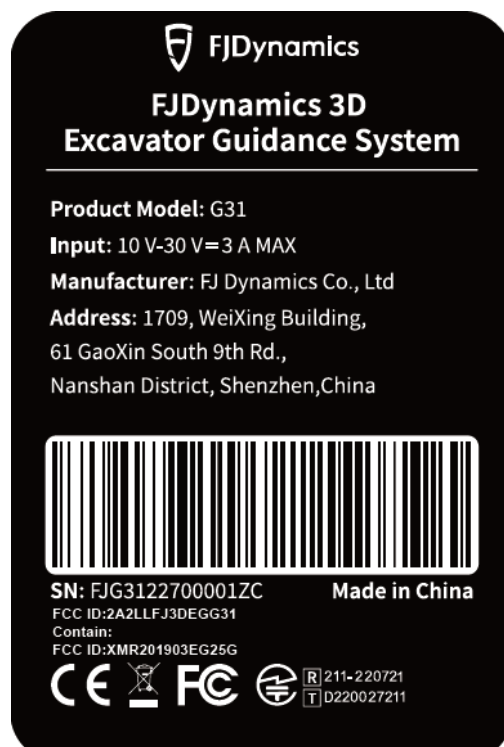 FJDynamics
FJDynamics 3D
Excavator Guidance System
Product Model: G31
Input: 10 V-30 V⎓3 A MAX
Manufacturer: FJ Dynamics Co., Ltd
Address: 1709, WeiXing Building,
61 GaoXin South 9th Rd.,
Nanshan District, Shenzhen,China
SN: FJG3122700001ZC Made in China
FCC ID:2A2LLFJ3DEGG31
Contain:
FCC ID:XMR201903EG25G
CE FC R 211-220721
T D220027211